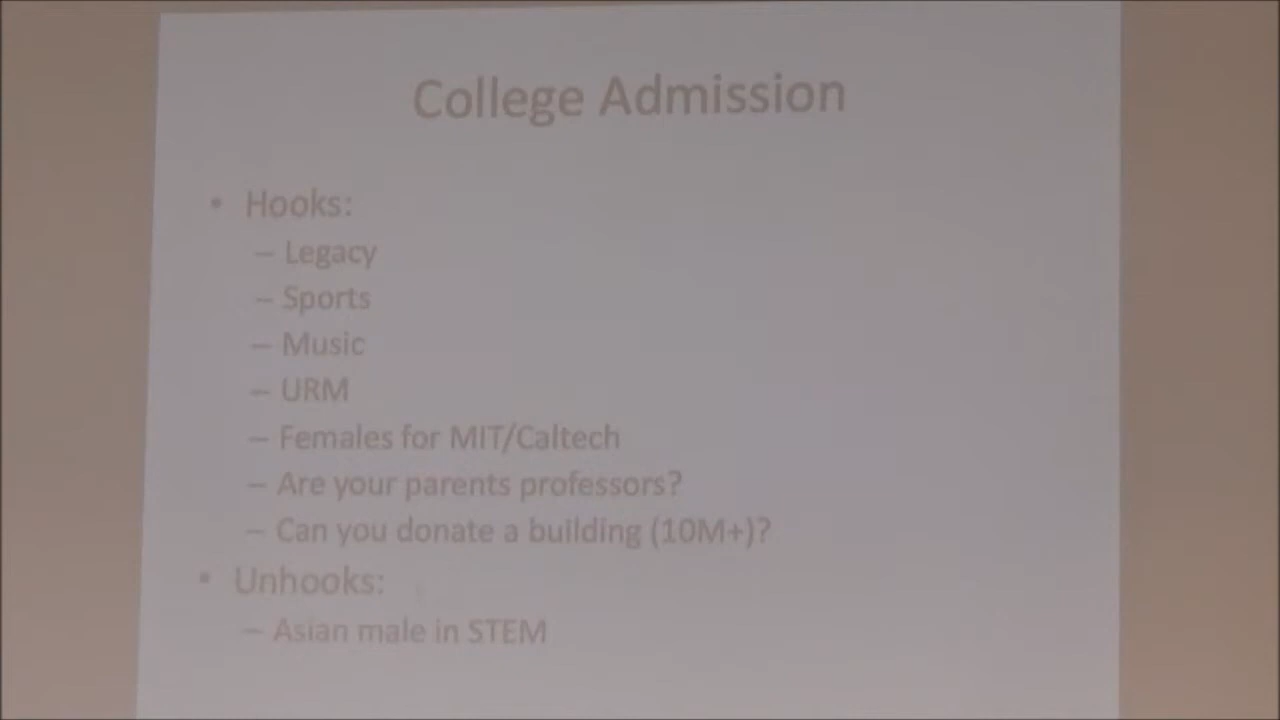 College Admission
• Hooks:
– Legacy
– Sports
– Music
– URM
– Females for MIT/Caltech
– Are your parents professors?
– Can you donate a building (10M+)?
• Unhooks:
– Asian male in STEM